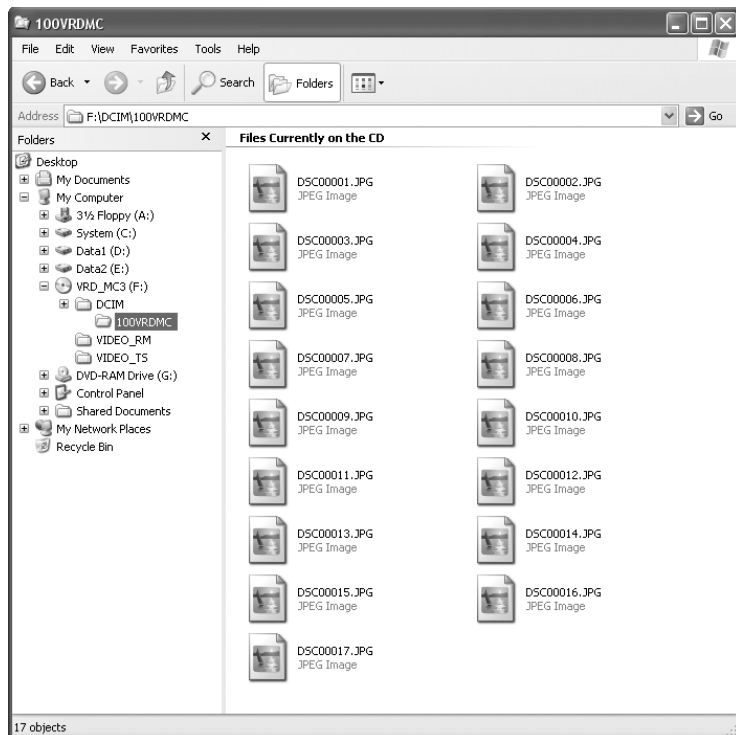 100VRDMC
File Edit View Favorites Tools Help
Back Search Folders
Address F:\DCIM\100VRDMC Go
Folders
Desktop
My Documents
My Computer
3½ Floppy (A:)
System (C:)
Data1 (D:)
Data2 (E:)
VRD_MC3 (F:)
DCIM
100VRDMC
VIDEO_RM
VIDEO_TS
DVD-RAM Drive (G:)
Control Panel
Shared Documents
My Network Places
Recycle Bin
Files Currently on the CD
DSC00001.JPG DSC00002.JPG
JPEG Image JPEG Image
DSC00003.JPG DSC00004.JPG
JPEG Image JPEG Image
DSC00005.JPG DSC00006.JPG
JPEG Image JPEG Image
DSC00007.JPG DSC00008.JPG
JPEG Image JPEG Image
DSC00009.JPG DSC00010.JPG
JPEG Image JPEG Image
DSC00011.JPG DSC00012.JPG
JPEG Image JPEG Image
DSC00013.JPG DSC00014.JPG
JPEG Image JPEG Image
DSC00015.JPG DSC00016.JPG
JPEG Image JPEG Image
DSC00017.JPG
JPEG Image
17 objects